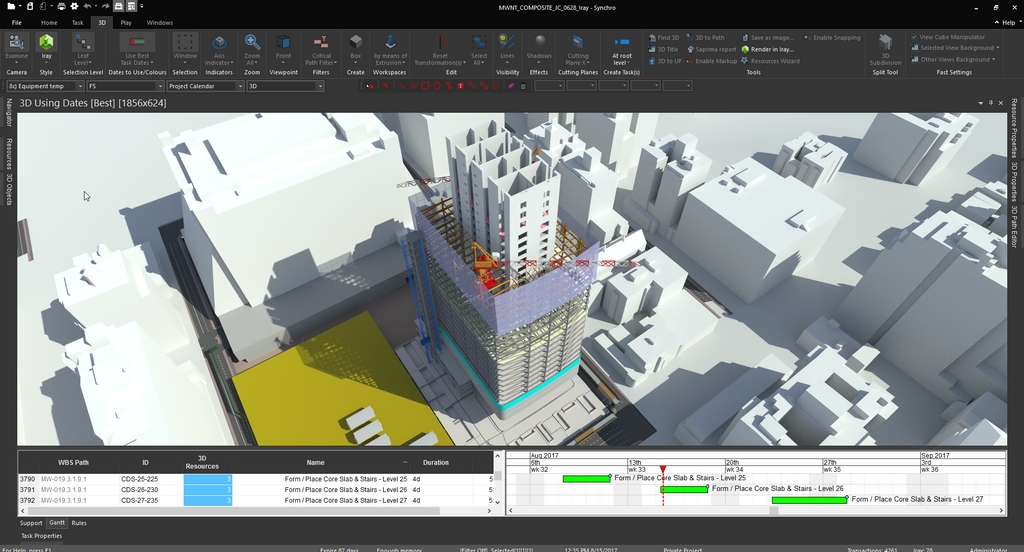 MWNT_COMPOSITE_JC_0628_Iray - Synchro
File Home Task 3D Play Windows Help
Examine Iray Leaf Level Use Best Task Dates Window Axis Indicators All Front Critical Path Filter Box by means of Extrusion Reset Transformation(s) Select All Lines Shadows Cutting Plane X At root level
Find 3D 3D to Path Save as image... Enable Snapping
3D Title Saprima report Render in Iray...
3D to UF Enable Markup Resources Wizard
3D Subdivision
View Cube Manipulator
Selected View Background
Other Views Background
Camera Style Selection Level Dates to Use/Colours Selection Indicators Zoom Viewpoint Filters Create Workspaces Edit Visibility Effects Cutting Planes Create Task(s) Tools Split Tool Fast Settings
8c) Equipment temp FS Project Calendar 3D
3D Using Dates [Best] [1856x624]
Navigator
Resources
3D Objects
Resource Properties
3D Properties
3D Path Editor
WBS Path ID 3D Resources Name Duration
3790 MW-019.3.1.9.1 CDS-25-225 3 Form / Place Core Slab & Stairs - Level 25 4d 5:
3791 MW-019.3.1.9.1 CDS-26-230 3 Form / Place Core Slab & Stairs - Level 26 4d 5:
3792 MW-019.3.1.9.1 CDS-27-235 3 Form / Place Core Slab & Stairs - Level 27 4d 5:
Aug 2017 Sep 2017
6th 13th 20th 27th 3rd
wk 32 wk 33 wk 34 wk 35 wk 36
Form / Place Core Slab & Stairs - Level 25
Form / Place Core Slab & Stairs - Level 26
Form / Place Core Slab & Stairs - Level 27
Support Gantt Rules
Task Properties
For Help, press F1 Expire 87 days Enough memory [Filter Off] 12:35 PM 8/15/2017 Private Project Transactions: 4261 Administrator